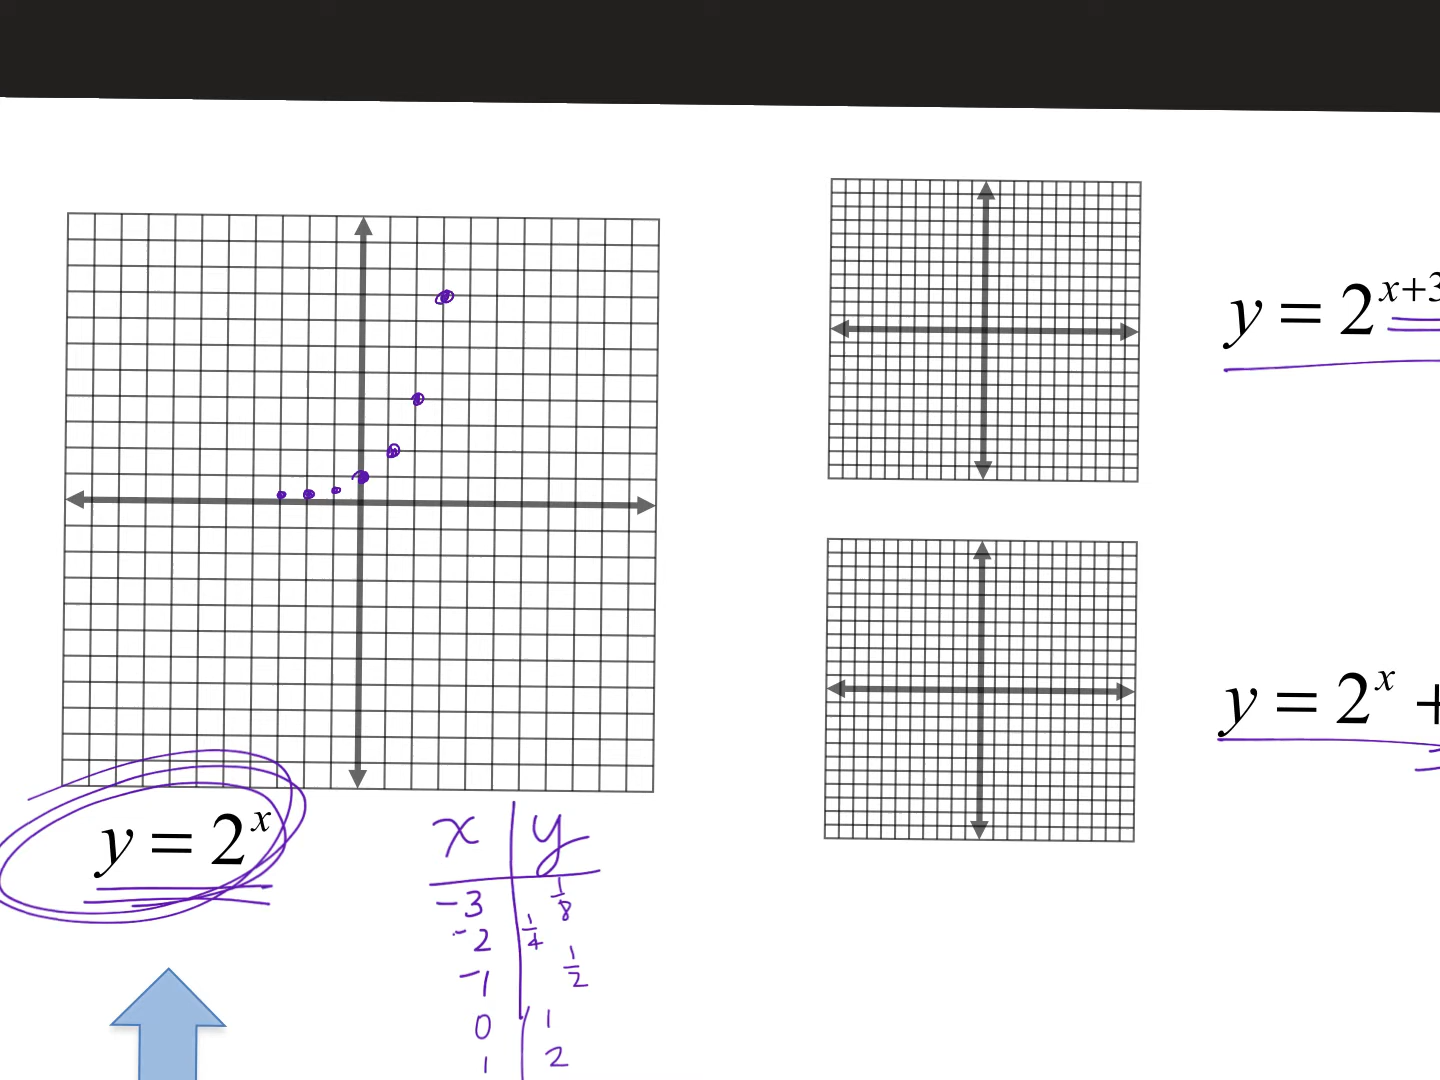 y = 2^x
x | y
-3 | 1/8
-2 | 1/4
-1 | 1/2
0 | 1
1 | 2
y = 2^{x+3
y = 2^x +